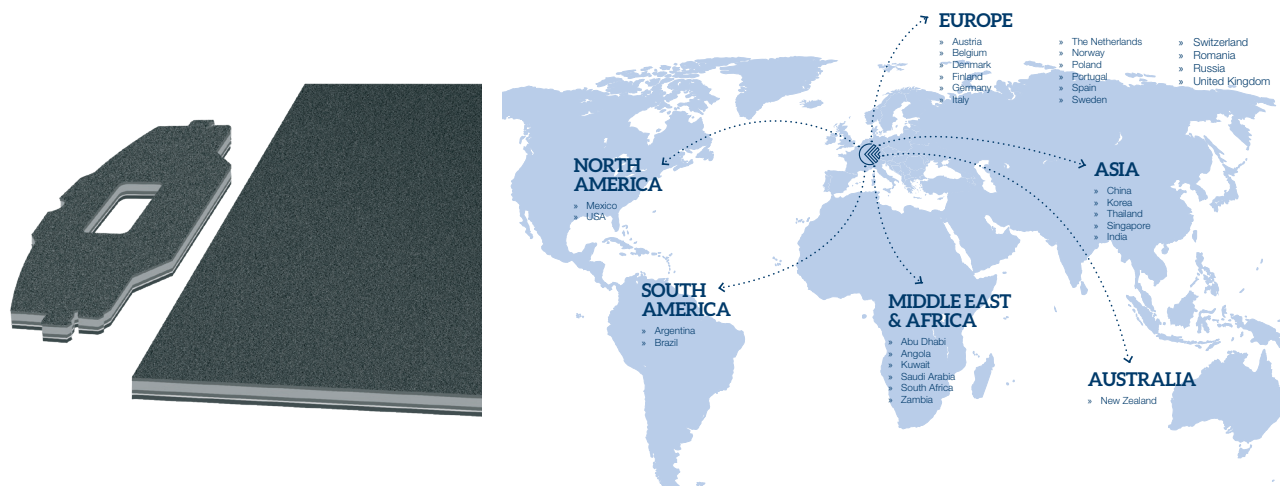 EUROPE
» Austria
» Belgium
» Denmark
» Finland
» Germany
» Italy
» The Netherlands
» Norway
» Poland
» Portugal
» Spain
» Sweden
» Switzerland
» Romania
» Russia
» United Kingdom
NORTH
AMERICA
» Mexico
» USA
ASIA
» China
» Korea
» Thailand
» Singapore
» India
SOUTH
AMERICA
» Argentina
» Brazil
MIDDLE EAST
& AFRICA
» Abu Dhabi
» Angola
» Kuwait
» Saudi Arabia
» South Africa
» Zambia
AUSTRALIA
» New Zealand